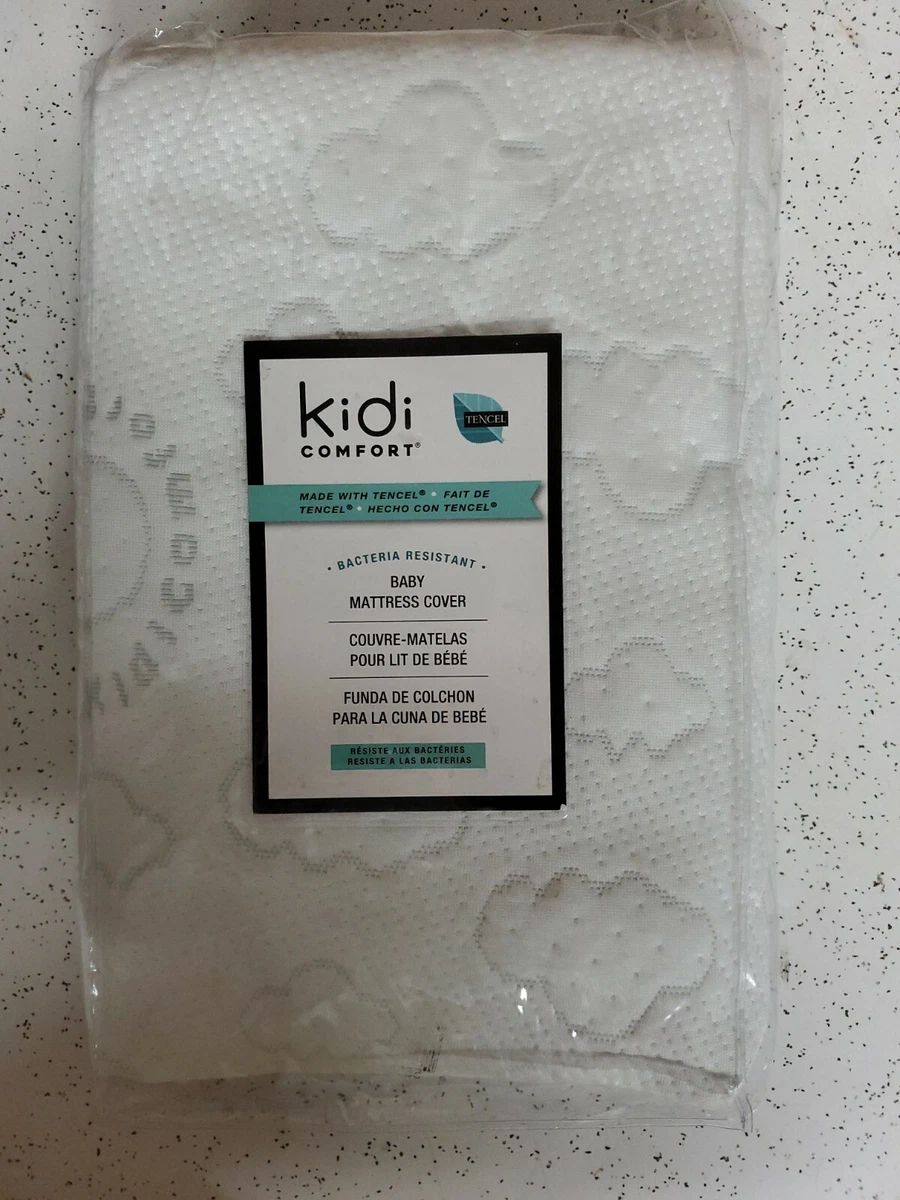 kidi
COMFORT®
TENCEL
MADE WITH TENCEL® • FAIT DE
TENCEL® • HECHO CON TENCEL®
• BACTERIA RESISTANT •
BABY
MATTRESS COVER
COUVRE-MATELAS
POUR LIT DE BÉBÉ
FUNDA DE COLCHON
PARA LA CUNA DE BEBÉ
RÉSISTE AUX BACTÉRIES
RESISTE A LAS BACTERIAS